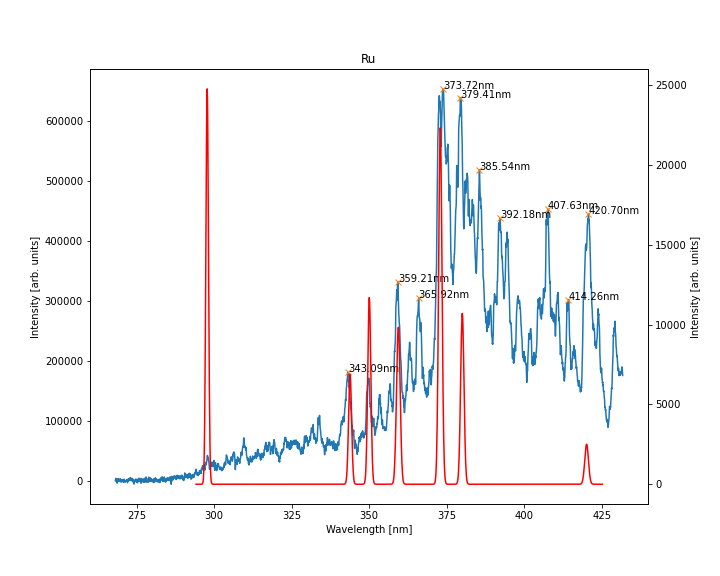 Ru
373.72nm
379.41nm
385.54nm
392.18nm
407.63nm
420.70nm
359.21nm
365.92nm
414.26nm
343.09nm
600000
500000
400000
300000
200000
100000
0
Intensity [arb. units]
25000
20000
15000
10000
5000
0
Intensity [arb. units]
275
300
325
350
375
400
425
Wavelength [nm]